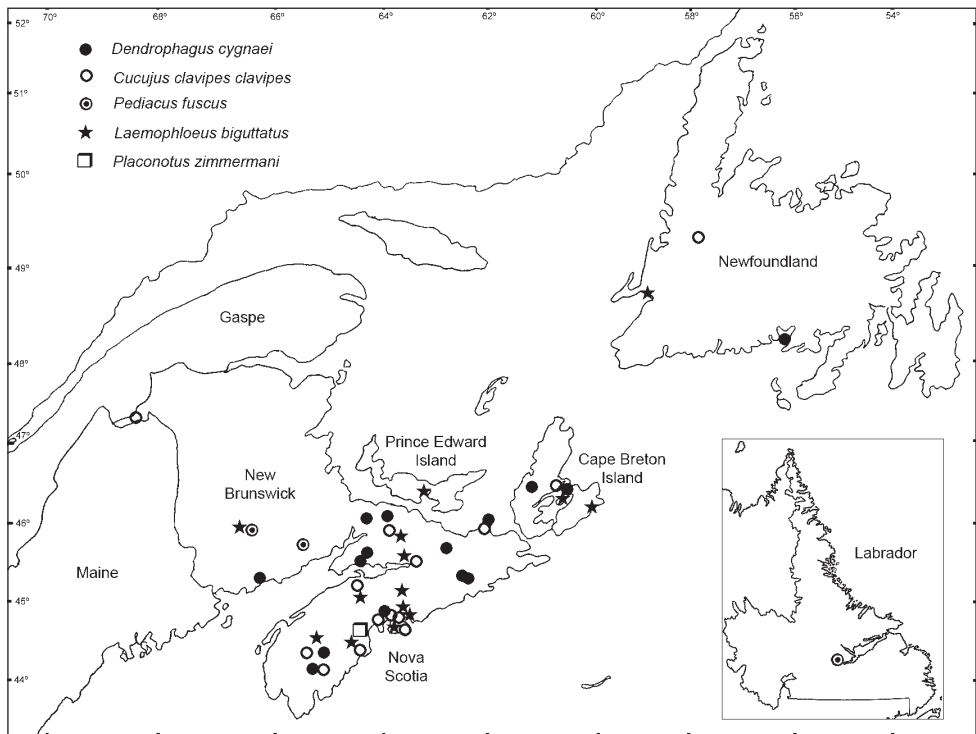 70° 68° 66° 64° 62° 60° 58° 56° 54°
52°
Dendrophagus cygnaei
Cucujus clavipes clavipes
51°
Pediacus fuscus
Laemophloeus biguttatus
Placonotus zimmermani
50°
49°
Newfoundland
Gaspe
48°
47°
Prince Edward
Island
Cape Breton
Island
New
Brunswick
46°
Labrador
Maine
45°
Nova
Scotia
44°